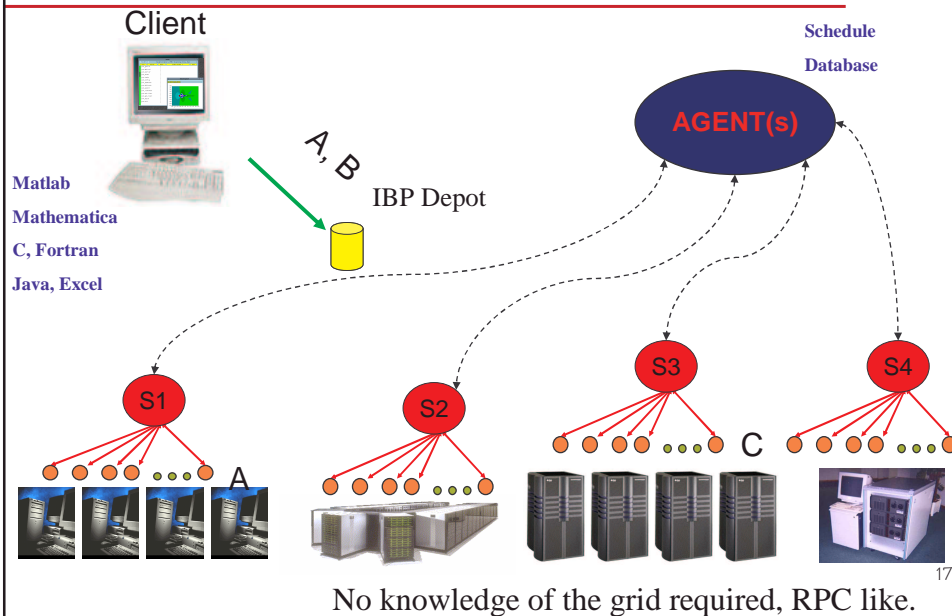 Client
Schedule
Database
AGENT(s)
A, B
IBP Depot
Matlab
Mathematica
C, Fortran
Java, Excel
S1
S2
S3
S4
A
C
17
No knowledge of the grid required, RPC like.